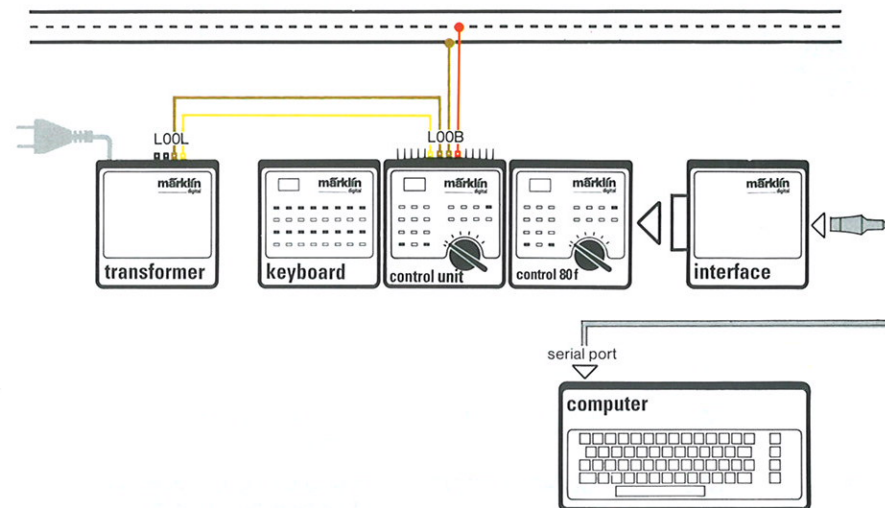 L00L
L00B
märklin
digital
transformer
märklin
digital
keyboard
märklin
digital
control unit
märklin
digital
control 80 f
märklin
digital
interface
serial port
computer